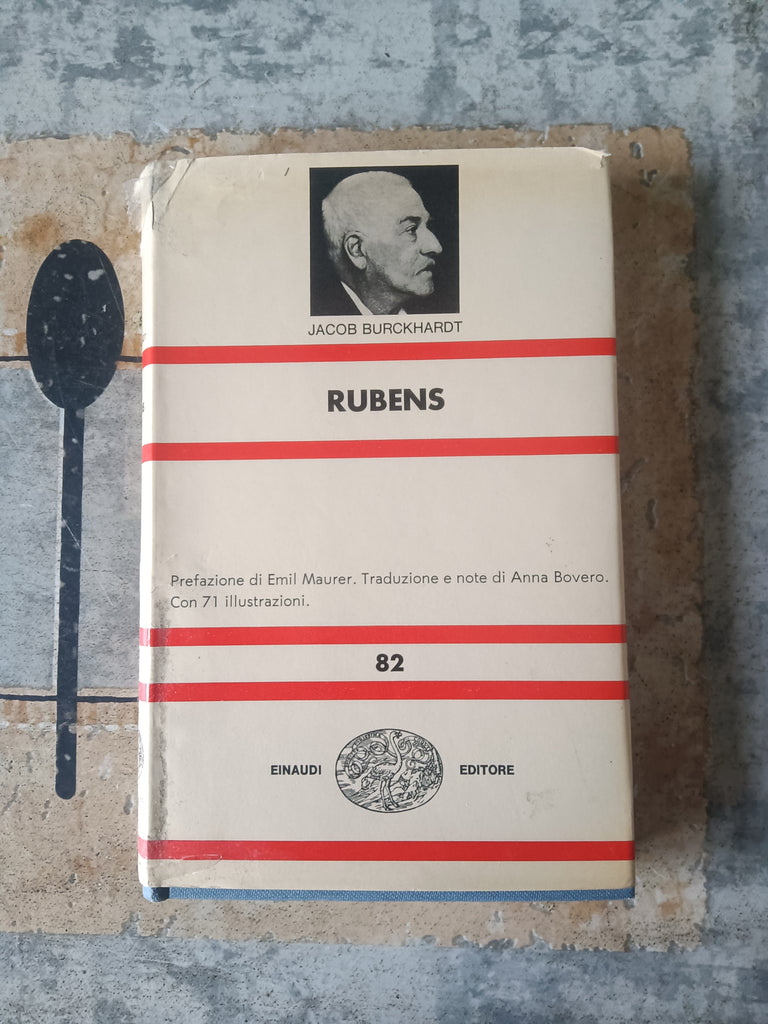 JACOB BURCKHARDT
RUBENS
Prefazione di Emil Maurer. Traduzione e note di Anna Bovero.
Con 71 illustrazioni.
82
EINAUDI EDITORE